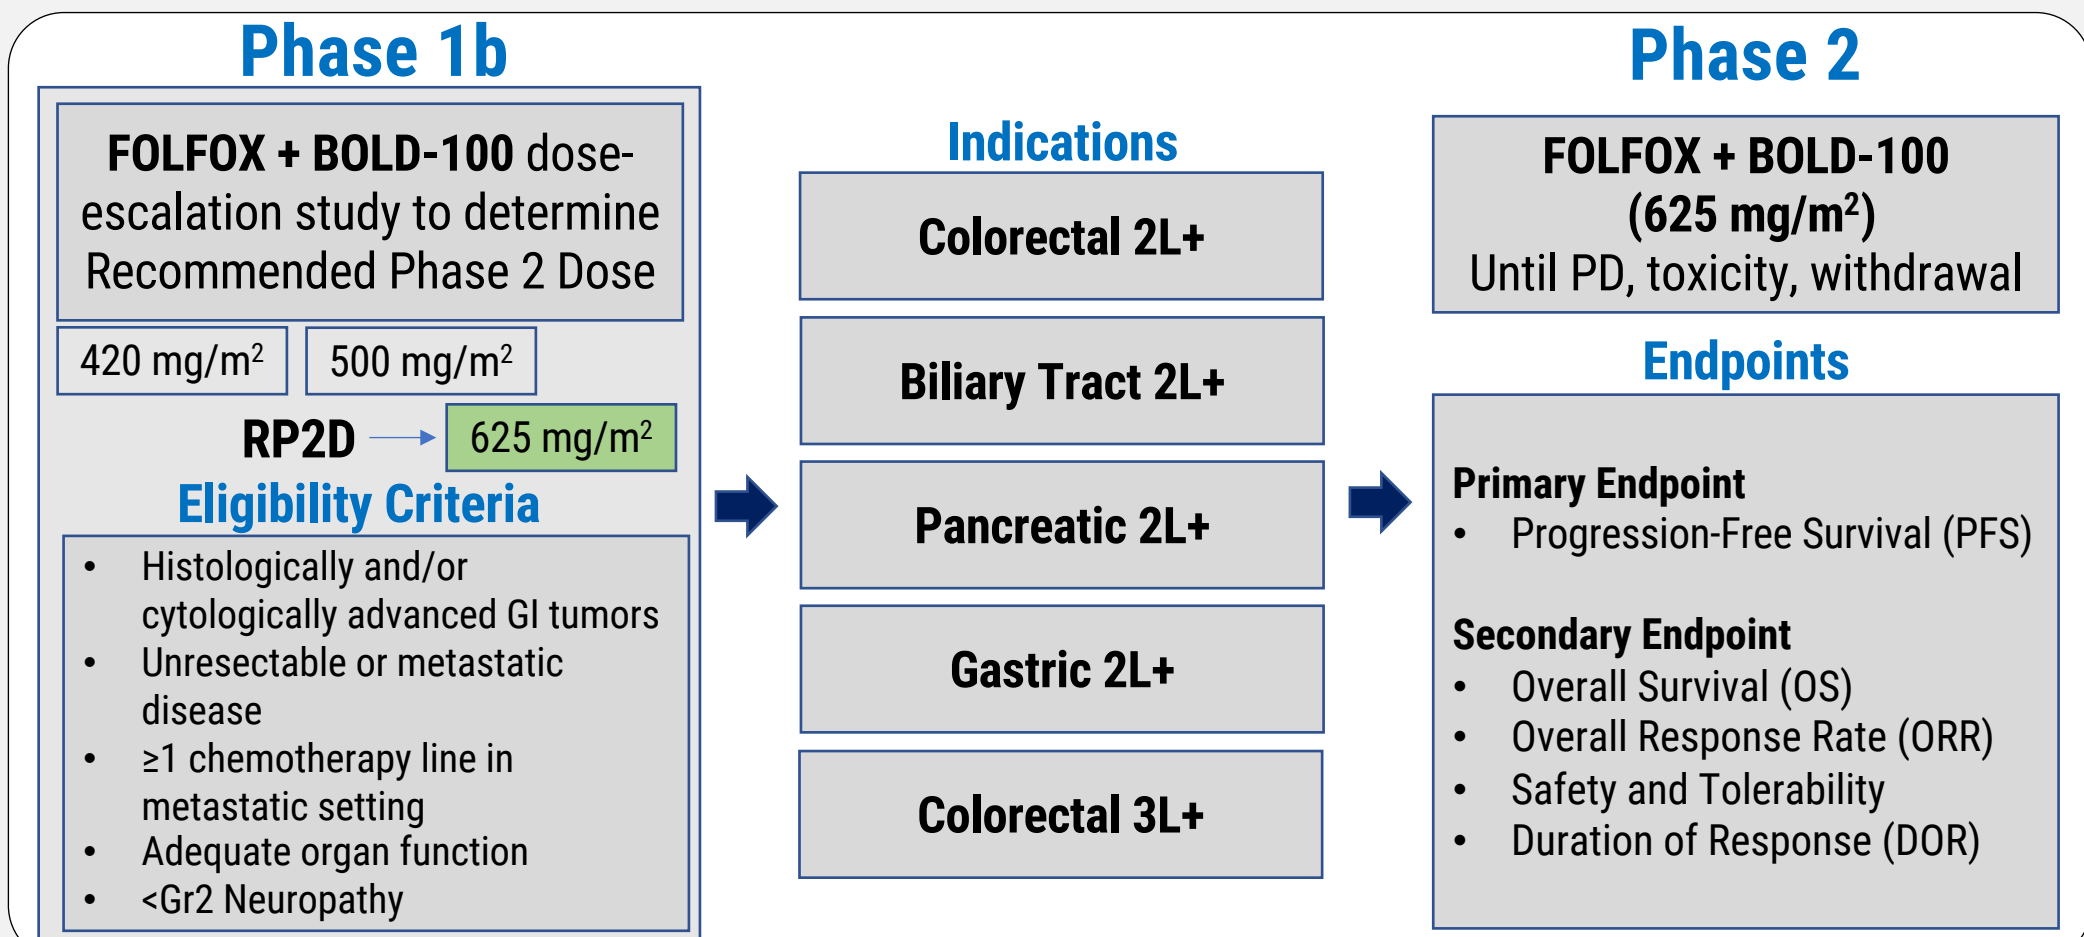 Phase 1b
FOLFOX + BOLD-100 dose-
escalation study to determine
Recommended Phase 2 Dose
420 mg/m²
500 mg/m²
RP2D
625 mg/m²
Eligibility Criteria
• Histologically and/or
cytologically advanced GI tumors
• Unresectable or metastatic
disease
• ≥1 chemotherapy line in
metastatic setting
• Adequate organ function
• <Gr2 Neuropathy
Indications
Colorectal 2L+
Biliary Tract 2L+
Pancreatic 2L+
Gastric 2L+
Colorectal 3L+
Phase 2
FOLFOX + BOLD-100
(625 mg/m²)
Until PD, toxicity, withdrawal
Endpoints
Primary Endpoint
• Progression-Free Survival (PFS)
Secondary Endpoint
• Overall Survival (OS)
• Overall Response Rate (ORR)
• Safety and Tolerability
• Duration of Response (DOR)